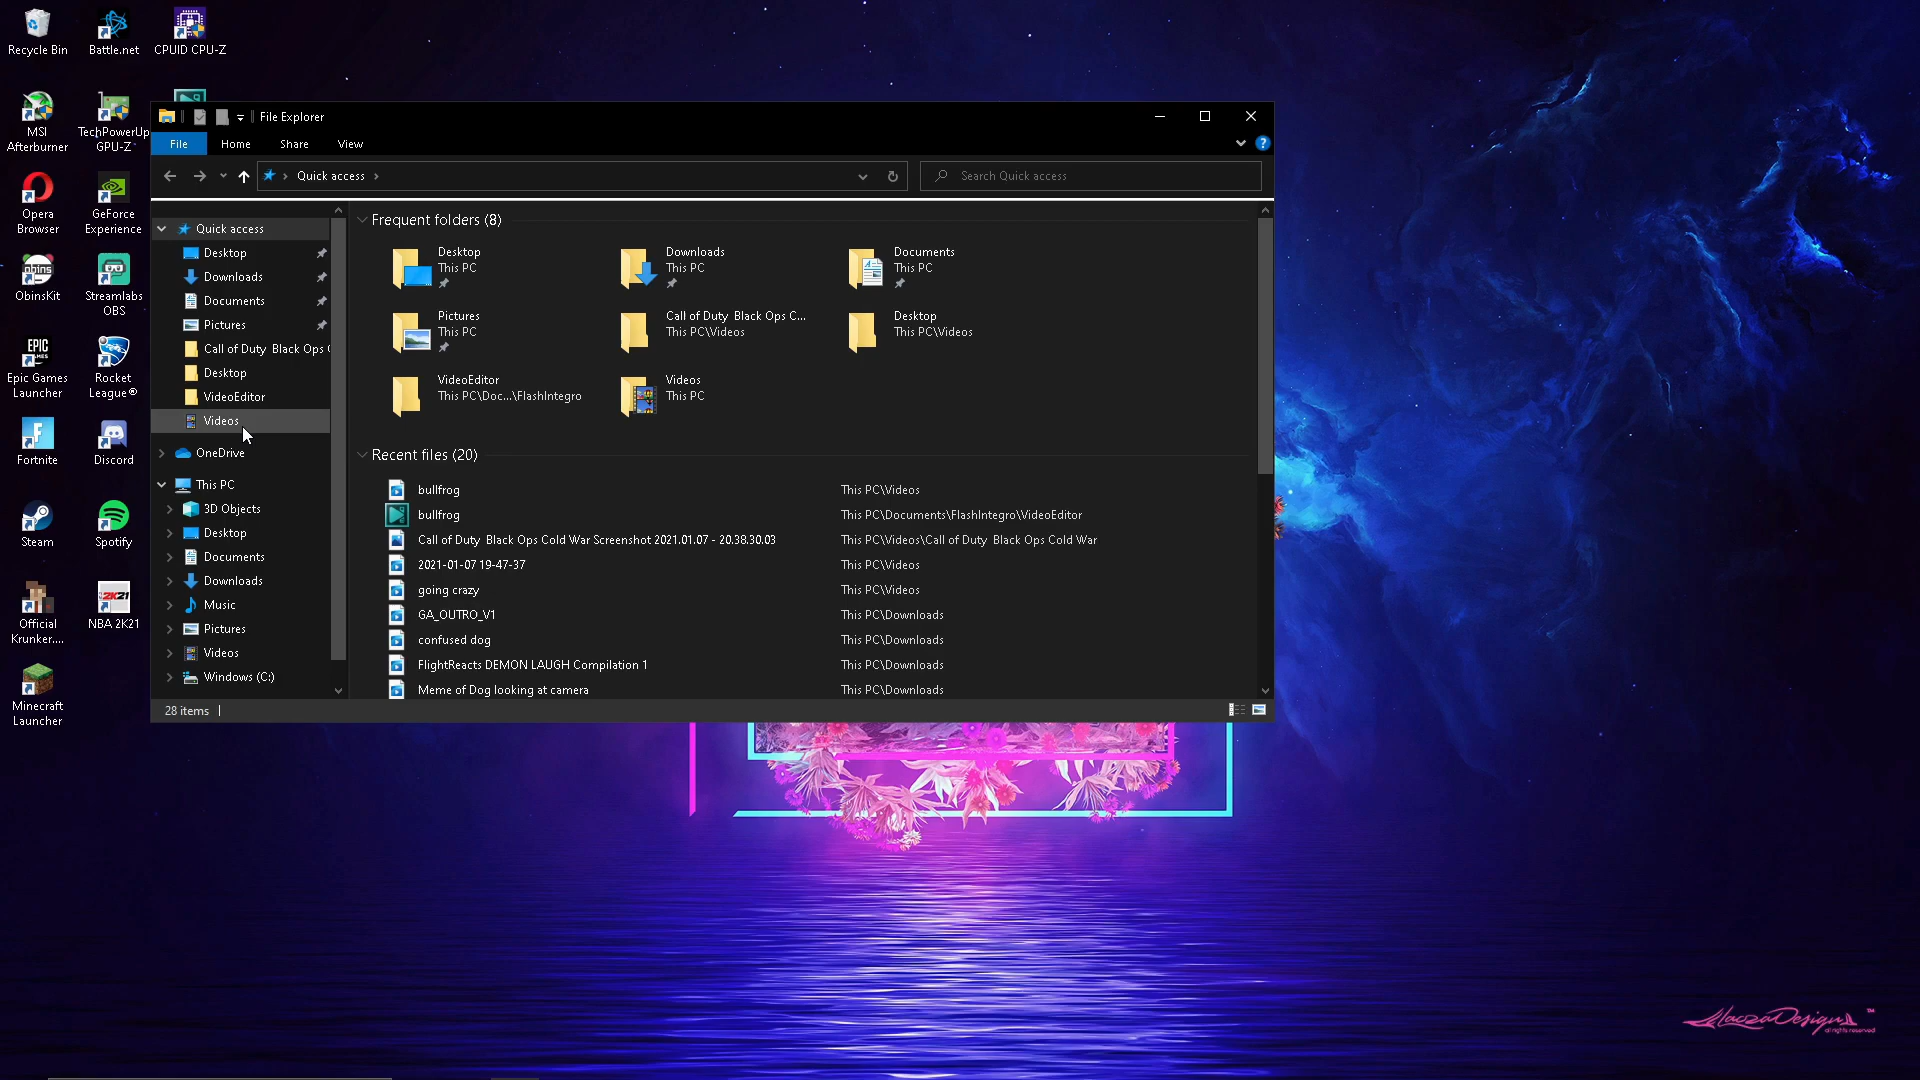 Recycle Bin
Battle.net
CPUID CPU-Z
MSI
Afterburner
TechPowerUp
GPU-Z
Opera
Browser
GeForce
Experience
ObinsKit
Streamlabs
OBS
Epic Games
Launcher
Rocket
League®
Fortnite
Discord
Steam
Spotify
Official
Krunker....
NBA 2K21
Minecraft
Launcher
File Explorer
File
Home
Share
View
Quick access
Search Quick access
Quick access
Desktop
Downloads
Documents
Pictures
Call of Duty Black Ops C
Desktop
VideoEditor
Videos
OneDrive
This PC
3D Objects
Desktop
Documents
Downloads
Music
Pictures
Videos
Windows (C:)
Frequent folders (8)
Desktop
This PC
Downloads
This PC
Documents
This PC
Pictures
This PC
Call of Duty Black Ops C...
This PC\Videos
Desktop
This PC\Videos
VideoEditor
This PC\Doc...\FlashIntegro
Videos
This PC
Recent files (20)
bullfrog This PC\Videos
bullfrog This PC\Documents\FlashIntegro\VideoEditor
Call of Duty Black Ops Cold War Screenshot 2021.01.07 - 20.38.30.03 This PC\Videos\Call of Duty Black Ops Cold War
2021-01-07 19-47-37 This PC\Videos
going crazy This PC\Videos
GA_OUTRO_V1 This PC\Downloads
confused dog This PC\Downloads
FlightReacts DEMON LAUGH Compilation 1 This PC\Downloads
Meme of Dog looking at camera This PC\Downloads
28 items